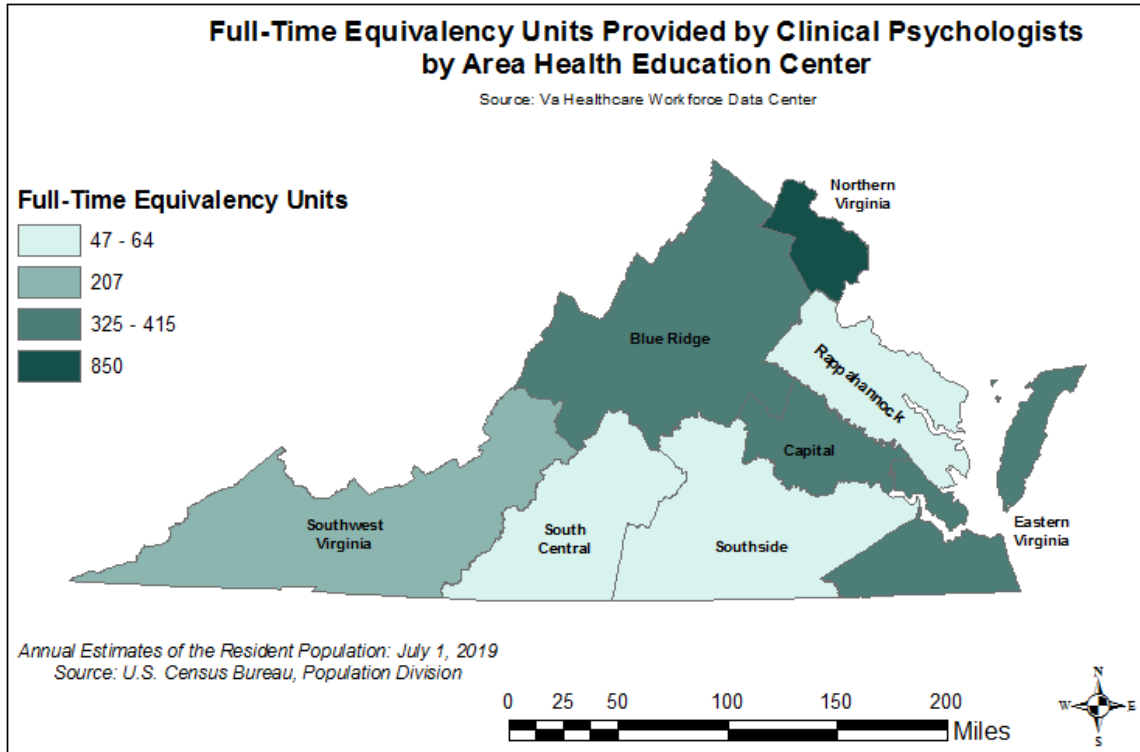 Full-Time Equivalency Units Provided by Clinical Psychologists
by Area Health Education Center
Source: Va Healthcare Workforce Data Center
Full-Time Equivalency Units
47 - 64
207
325 - 415
850
Northern
Virginia
Blue Ridge
Rappahannock
Capital
Southwest
Virginia
South
Central
Southside
Eastern
Virginia
Annual Estimates of the Resident Population: July 1, 2019
Source: U.S. Census Bureau, Population Division
0 25 50 100 150 200
Miles
N
W E
S